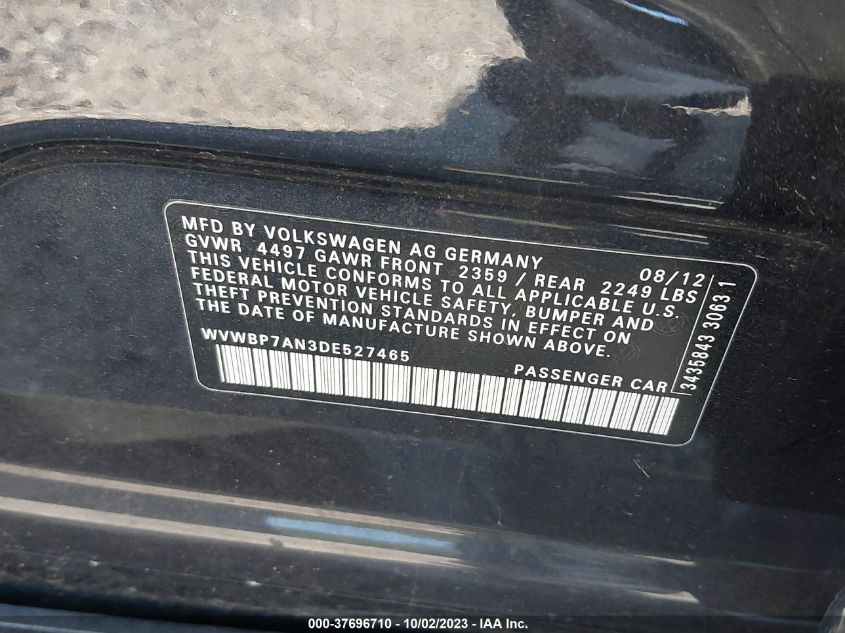 MFD BY VOLKSWAGEN AG GERMANY 08/12
GVWR 4497 GAWR FRONT 2359 / REAR 2249 LBS
THIS VEHICLE CONFORMS TO ALL APPLICABLE U.S.
FEDERAL MOTOR VEHICLE SAFETY, BUMPER AND
THEFT PREVENTION STANDARDS IN EFFECT ON
THE DATE OF MANUFACTURE SHOWN ABOVE.
WVWBP7AN3DE527465
PASSENGER CAR
3435843 3063 1
000-37696710 - 10/02/2023 - © IAA Inc.